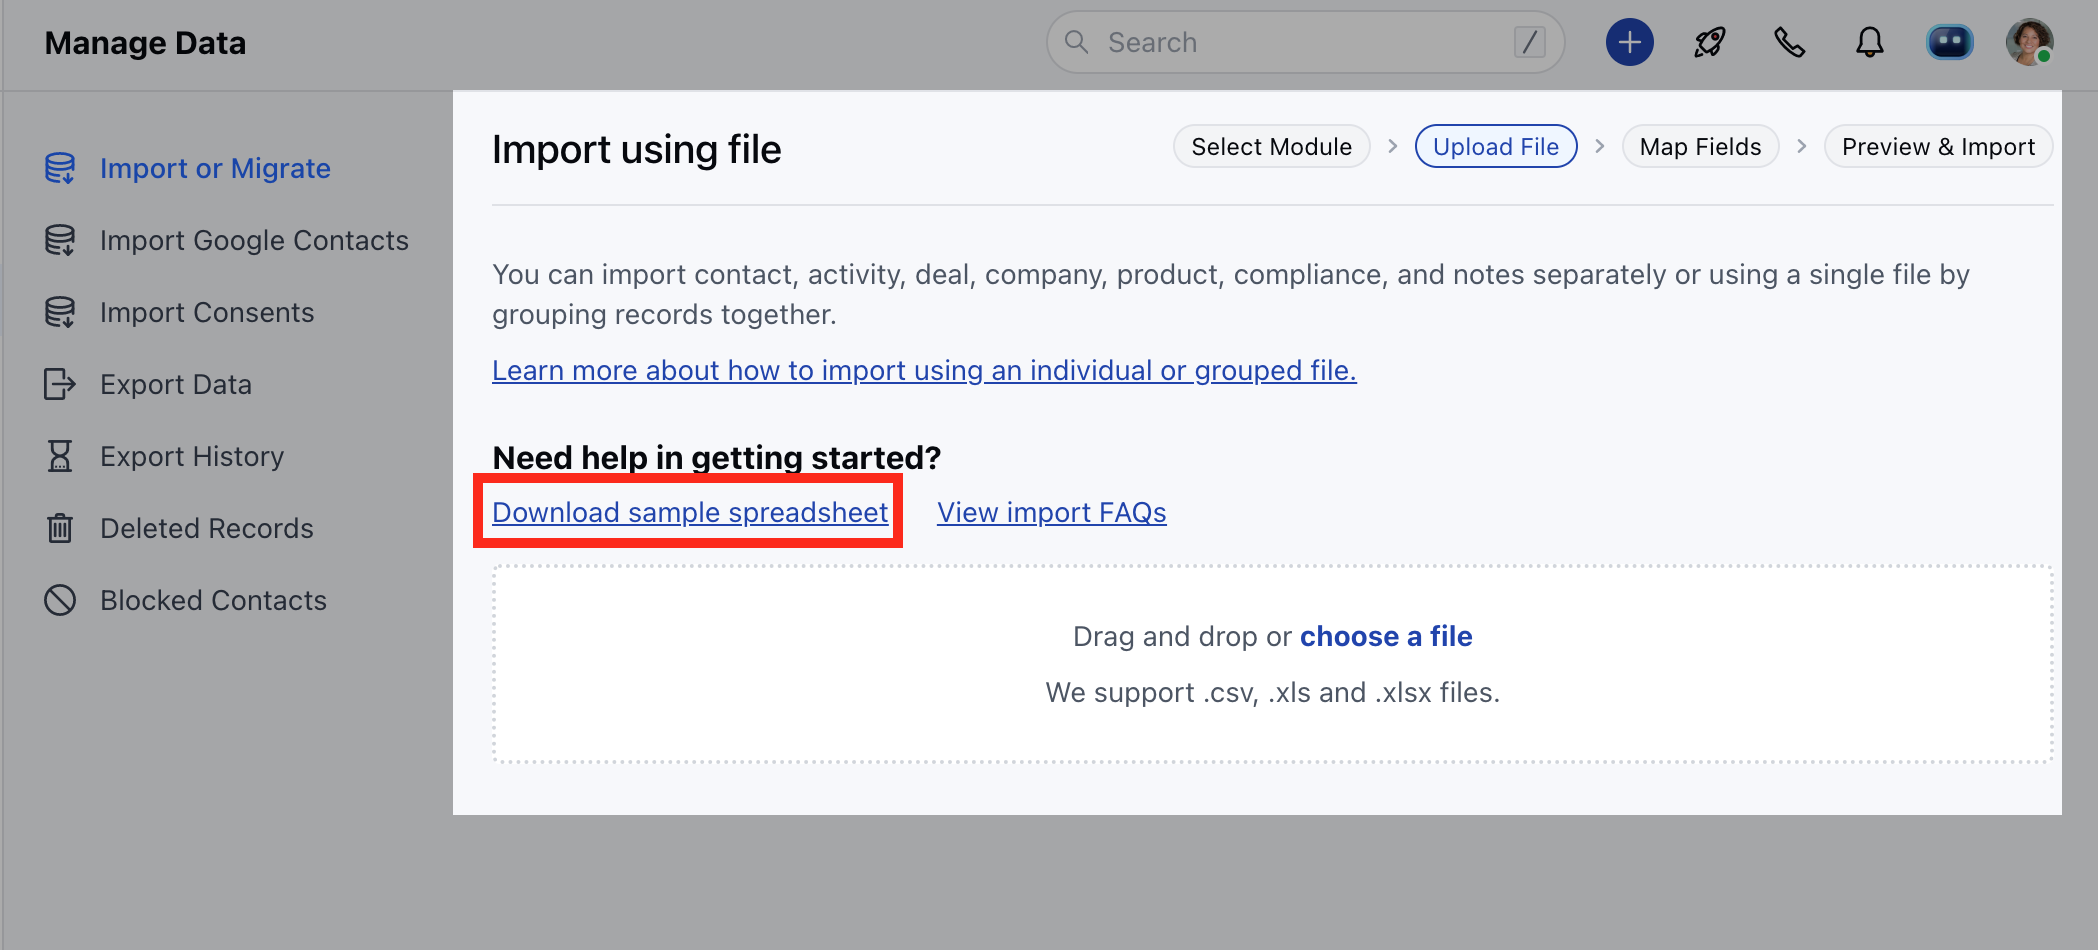 Manage Data
Search /
Import or Migrate
Import Google Contacts
Import Consents
Export Data
Export History
Deleted Records
Blocked Contacts
Import using file
Select Module > Upload File > Map Fields > Preview & Import
You can import contact, activity, deal, company, product, compliance, and notes separately or using a single file by
grouping records together.
Learn more about how to import using an individual or grouped file.
Need help in getting started?
Download sample spreadsheet View import FAQs
Drag and drop or choose a file
We support .csv, .xls and .xlsx files.